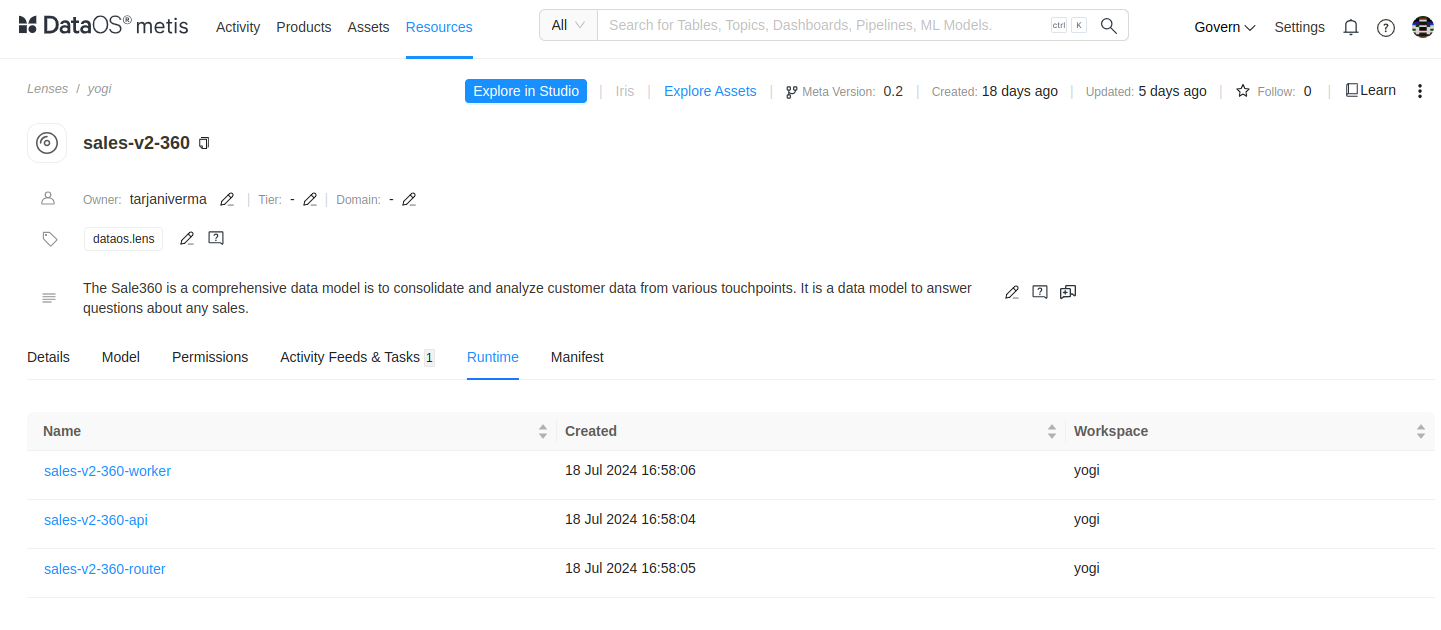 DataOS® metis Activity Products Assets Resources All Search for Tables, Topics, Dashboards, Pipelines, ML Models. ctrl K Govern Settings
Lenses / yogi Explore in Studio | Iris | Explore Assets | Meta Version: 0.2 | Created: 18 days ago | Updated: 5 days ago | Follow: 0 | Learn
sales-v2-360
Owner: tarjaniverma | Tier: - | Domain: -
dataos.lens
The Sale360 is a comprehensive data model is to consolidate and analyze customer data from various touchpoints. It is a data model to answer
questions about any sales.
Details Model Permissions Activity Feeds & Tasks 1 Runtime Manifest
Name Created Workspace
sales-v2-360-worker 18 Jul 2024 16:58:06 yogi
sales-v2-360-api 18 Jul 2024 16:58:04 yogi
sales-v2-360-router 18 Jul 2024 16:58:05 yogi